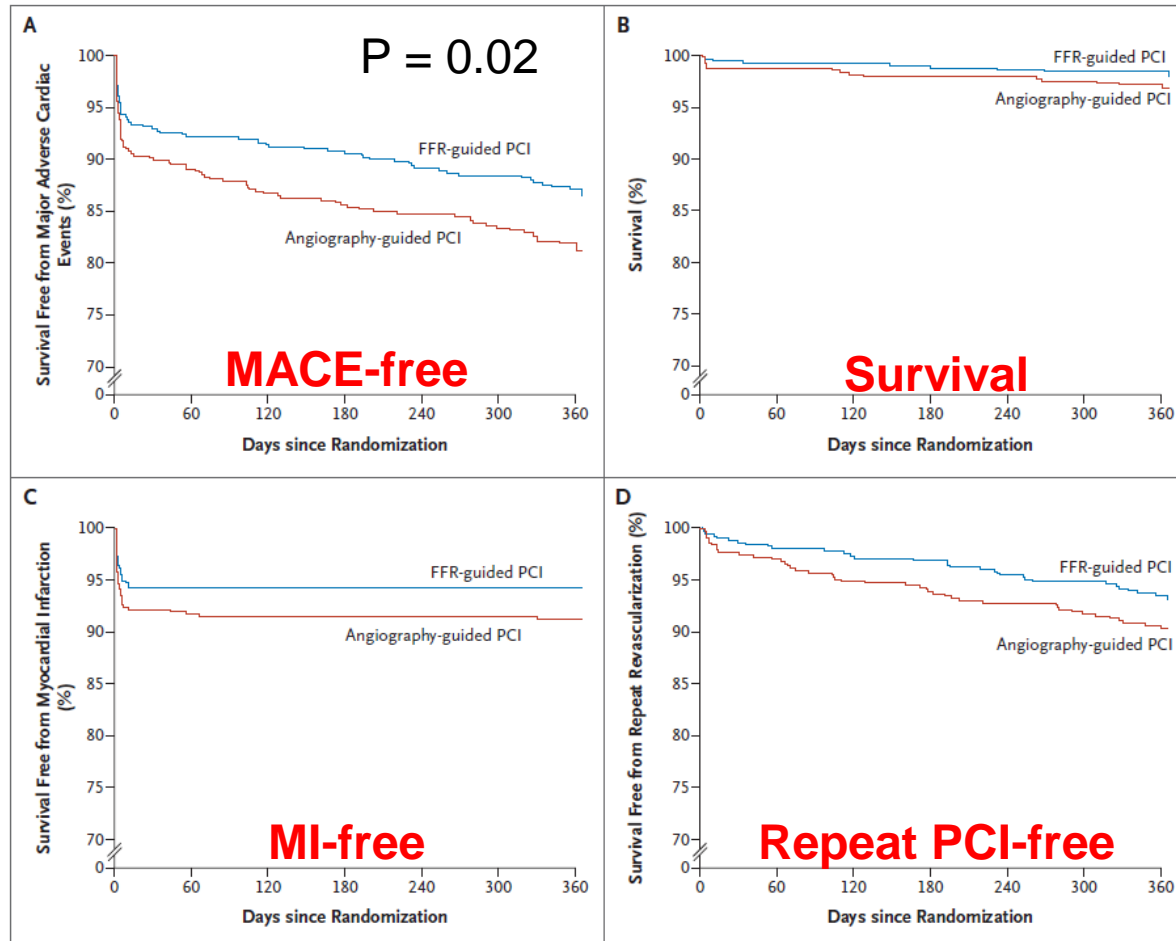 A
P = 0.02
Survival Free from Major Adverse Cardiac
Events (%)
100
95
90
85
80
75
70
0
FFR-guided PCI
Angiography-guided PCI
MACE-free
0 60 120 180 240 300 360
Days since Randomization
B
Survival (%)
100
95
90
85
80
75
70
0
FFR-guided PCI
Angiography-guided PCI
Survival
0 60 120 180 240 300 360
Days since Randomization
C
Survival Free from Myocardial Infarction
(%)
100
95
90
85
80
75
70
0
FFR-guided PCI
Angiography-guided PCI
MI-free
0 60 120 180 240 300 360
Days since Randomization
D
Survival Free from Repeat Revascularization (%)
100
95
90
85
80
75
70
0
FFR-guided PCI
Angiography-guided PCI
Repeat PCI-free
0 60 120 180 240 300 360
Days since Randomization